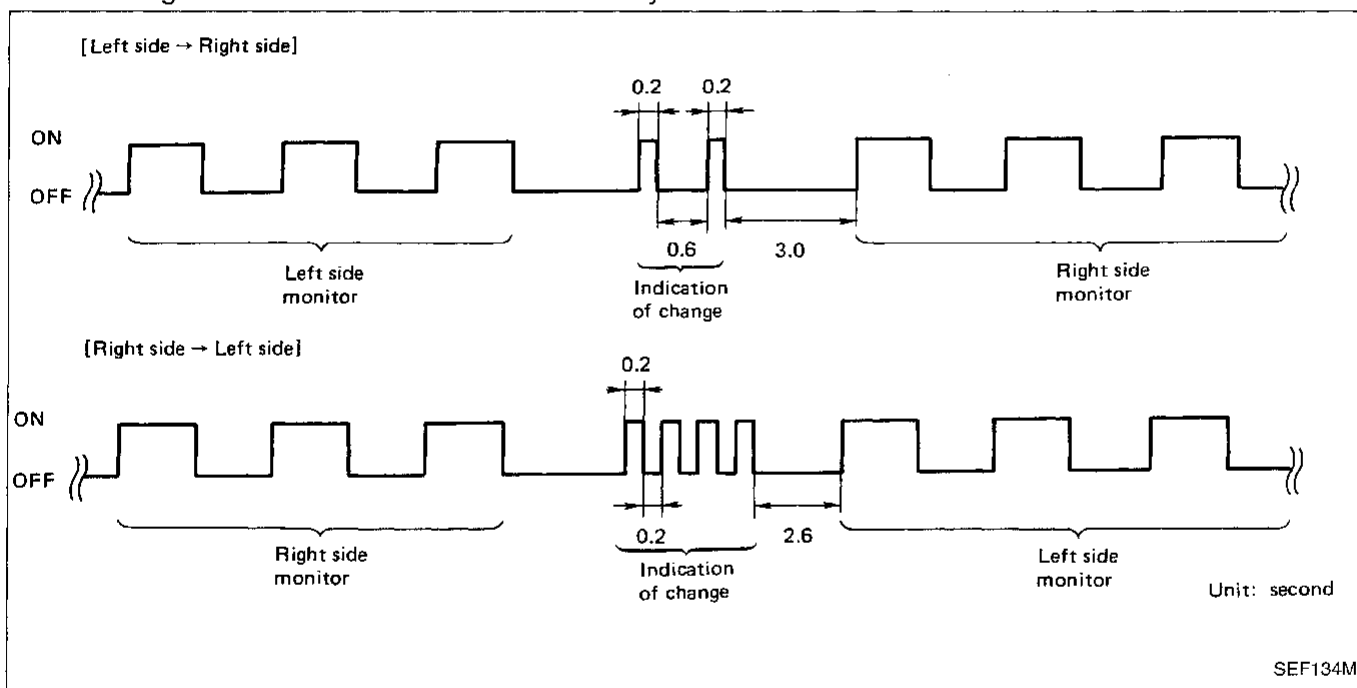 [Left side → Right side]
0.2 0.2
ON
OFF
0.6 3.0
Left side
monitor
Indication
of change
Right side
monitor
[Right side → Left side]
0.2
ON
OFF
0.2 2.6
Right side
monitor
Indication
of change
Left side
monitor
Unit: second
SEF134M